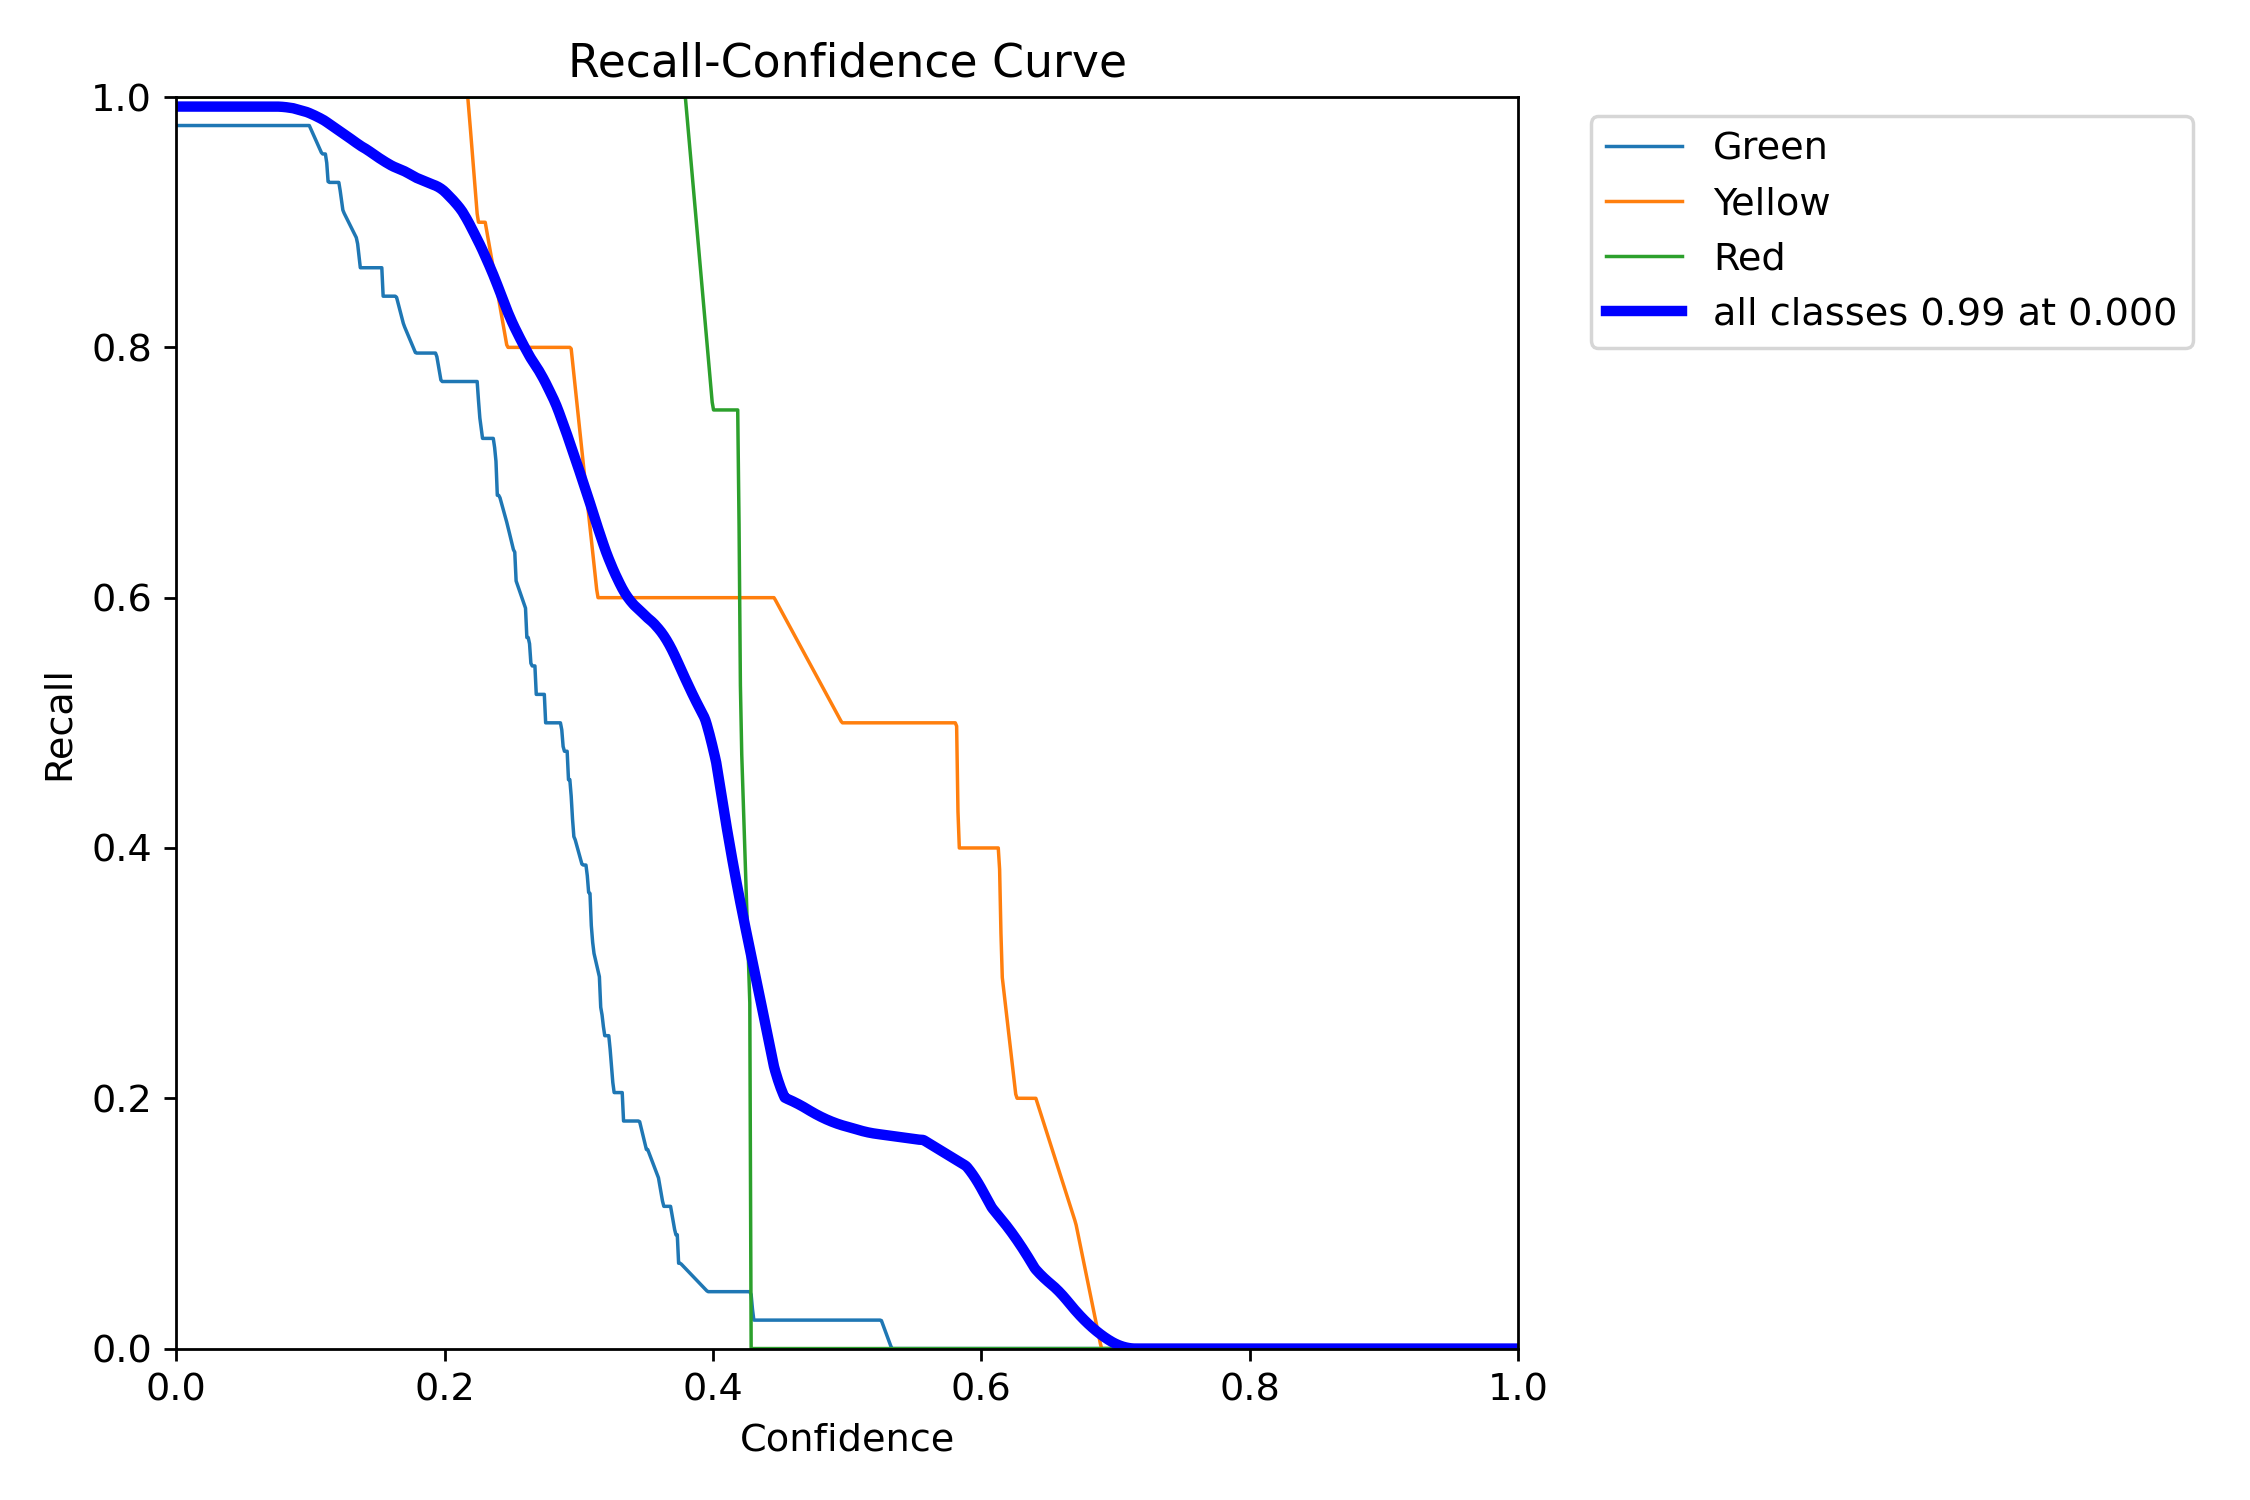 Recall-Confidence Curve
1.0
0.8
0.6
0.4
0.2
0.0
Recall
0.0 0.2 0.4 0.6 0.8 1.0
Confidence
Green
Yellow
Red
all classes 0.99 at 0.000